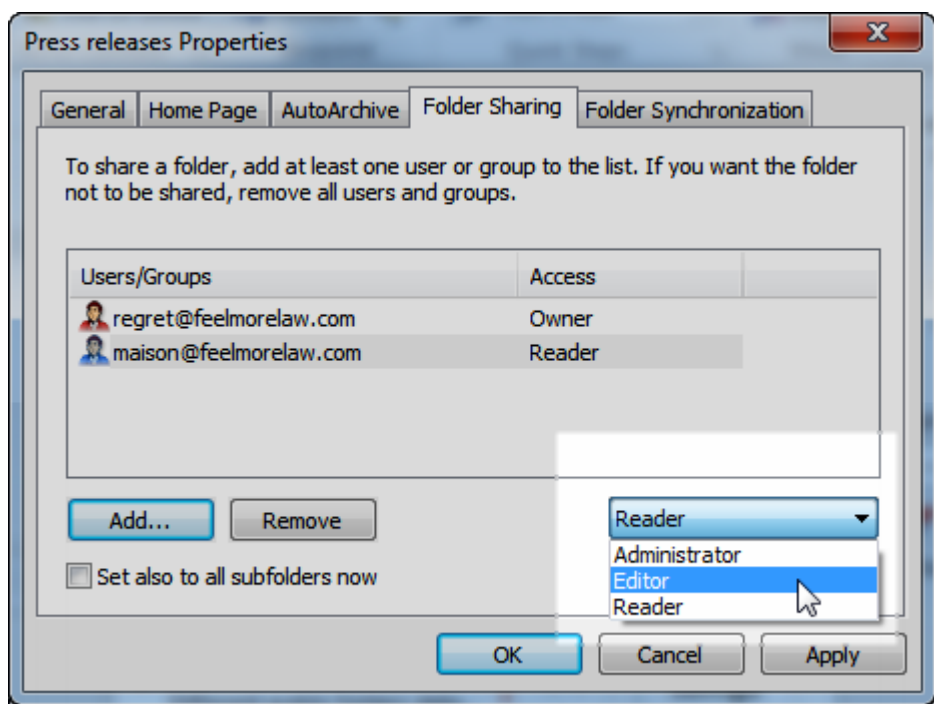 Press releases Properties
General Home Page AutoArchive Folder Sharing Folder Synchronization
To share a folder, add at least one user or group to the list. If you want the folder
not to be shared, remove all users and groups.
Users/Groups Access
regret@feelmorelaw.com Owner
maison@feelmorelaw.com Reader
Add... Remove Reader
Administrator
Set also to all subfolders now Editor
Reader
OK Cancel Apply